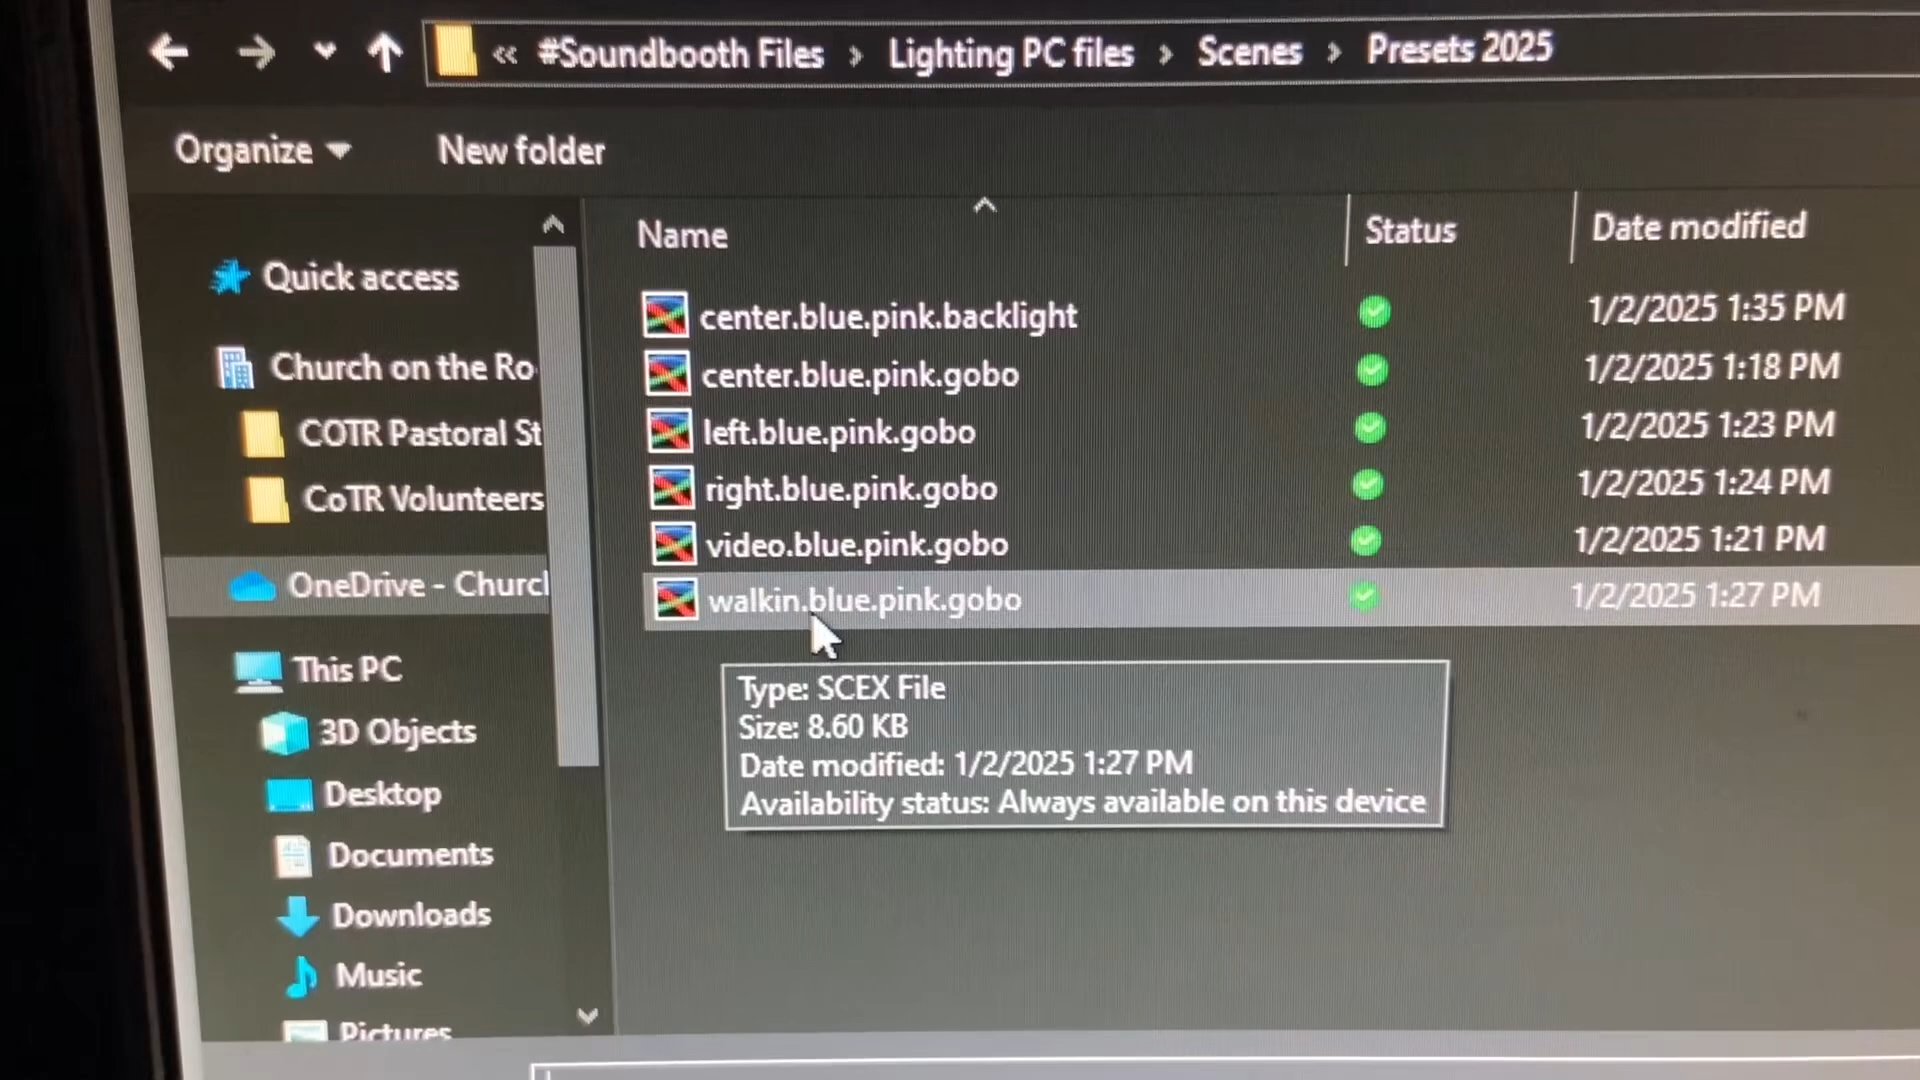 « #Soundbooth Files › Lighting PC files › Scenes › Presets 2025
Organize New folder
Name Status Date modified
Quick access
Church on the Ro
COTR Pastoral St
CoTR Volunteers
OneDrive - Churcl
This PC
3D Objects
Desktop
Documents
Downloads
Music
Pictures
center.blue.pink.backlight 1/2/2025 1:35 PM
center.blue.pink.gobo 1/2/2025 1:18 PM
left.blue.pink.gobo 1/2/2025 1:23 PM
right.blue.pink.gobo 1/2/2025 1:24 PM
video.blue.pink.gobo 1/2/2025 1:21 PM
walkin.blue.pink.gobo 1/2/2025 1:27 PM
Type: SCEX File
Size: 8.60 KB
Date modified: 1/2/2025 1:27 PM
Availability status: Always available on this device